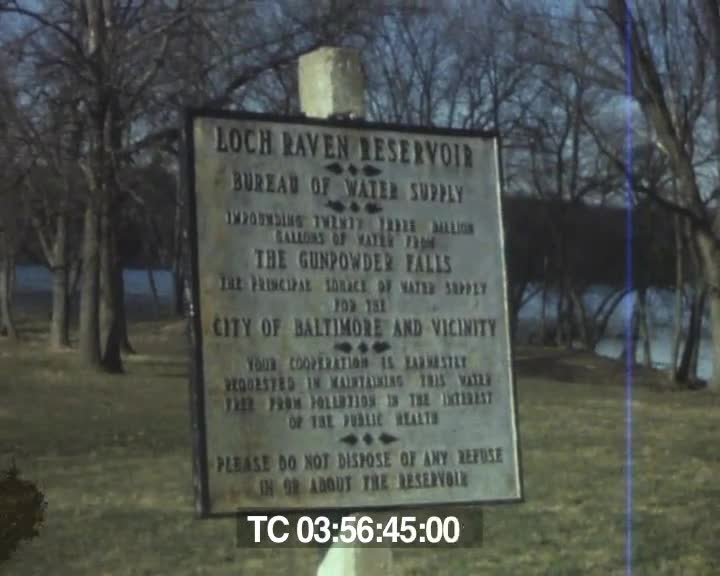 LOCH RAVEN RESERVOIR
BUREAU OF WATER SUPPLY
IMPOUNDING TWENTY THREE BILLION
GALLONS OF WATER FROM
THE GUNPOWDER FALLS
THE PRINCIPAL SOURCE OF WATER SUPPLY
FOR THE
CITY OF BALTIMORE AND VICINITY
YOUR COOPERATION IS EARNESTLY
REQUESTED IN MAINTAINING THIS WATER
FREE FROM POLLUTION IN THE INTEREST
OF THE PUBLIC HEALTH
PLEASE DO NOT DISPOSE OF ANY REFUSE
IN OR ABOUT THE RESERVOIR
TC 03:56:45:00